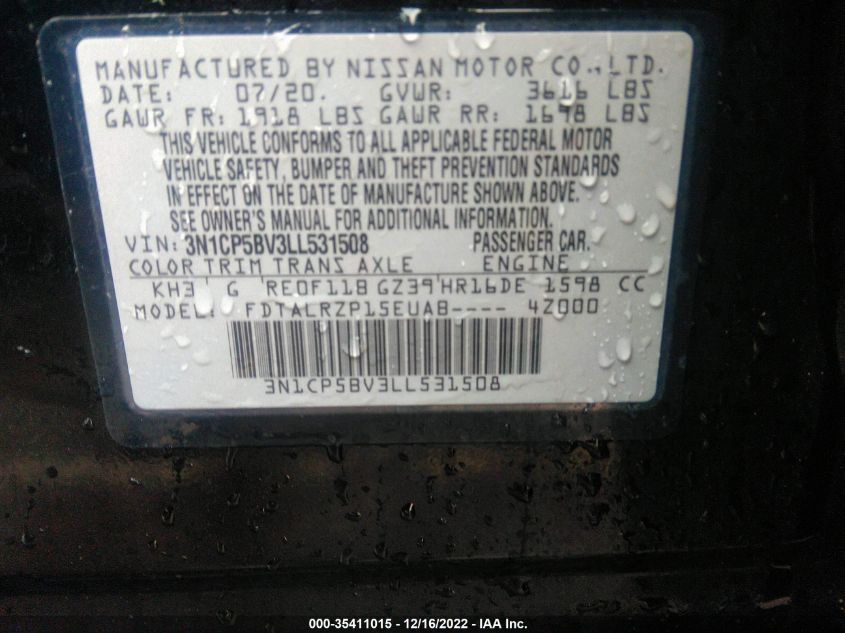 MANUFACTURED BY NISSAN MOTOR CO., LTD.
DATE: 07/20. GVWR: 3616 LBS
GAWR FR: 1918 LBS GAWR RR: 1698 LBS
THIS VEHICLE CONFORMS TO ALL APPLICABLE FEDERAL MOTOR
VEHICLE SAFETY, BUMPER AND THEFT PREVENTION STANDARDS
IN EFFECT ON THE DATE OF MANUFACTURE SHOWN ABOVE.
SEE OWNER'S MANUAL FOR ADDITIONAL INFORMATION.
VIN: 3N1CP5BV3LL531508 PASSENGER CAR.
COLOR TRIM TRANS AXLE ENGINE
KH3 G RE0F11B GZ39 HR16DE 1598 CC
MODEL: FDTALRZP15EUAB---- 4Z000
3N1CP5BV3LL531508
000-35411015 - 12/16/2022 - IAA Inc.